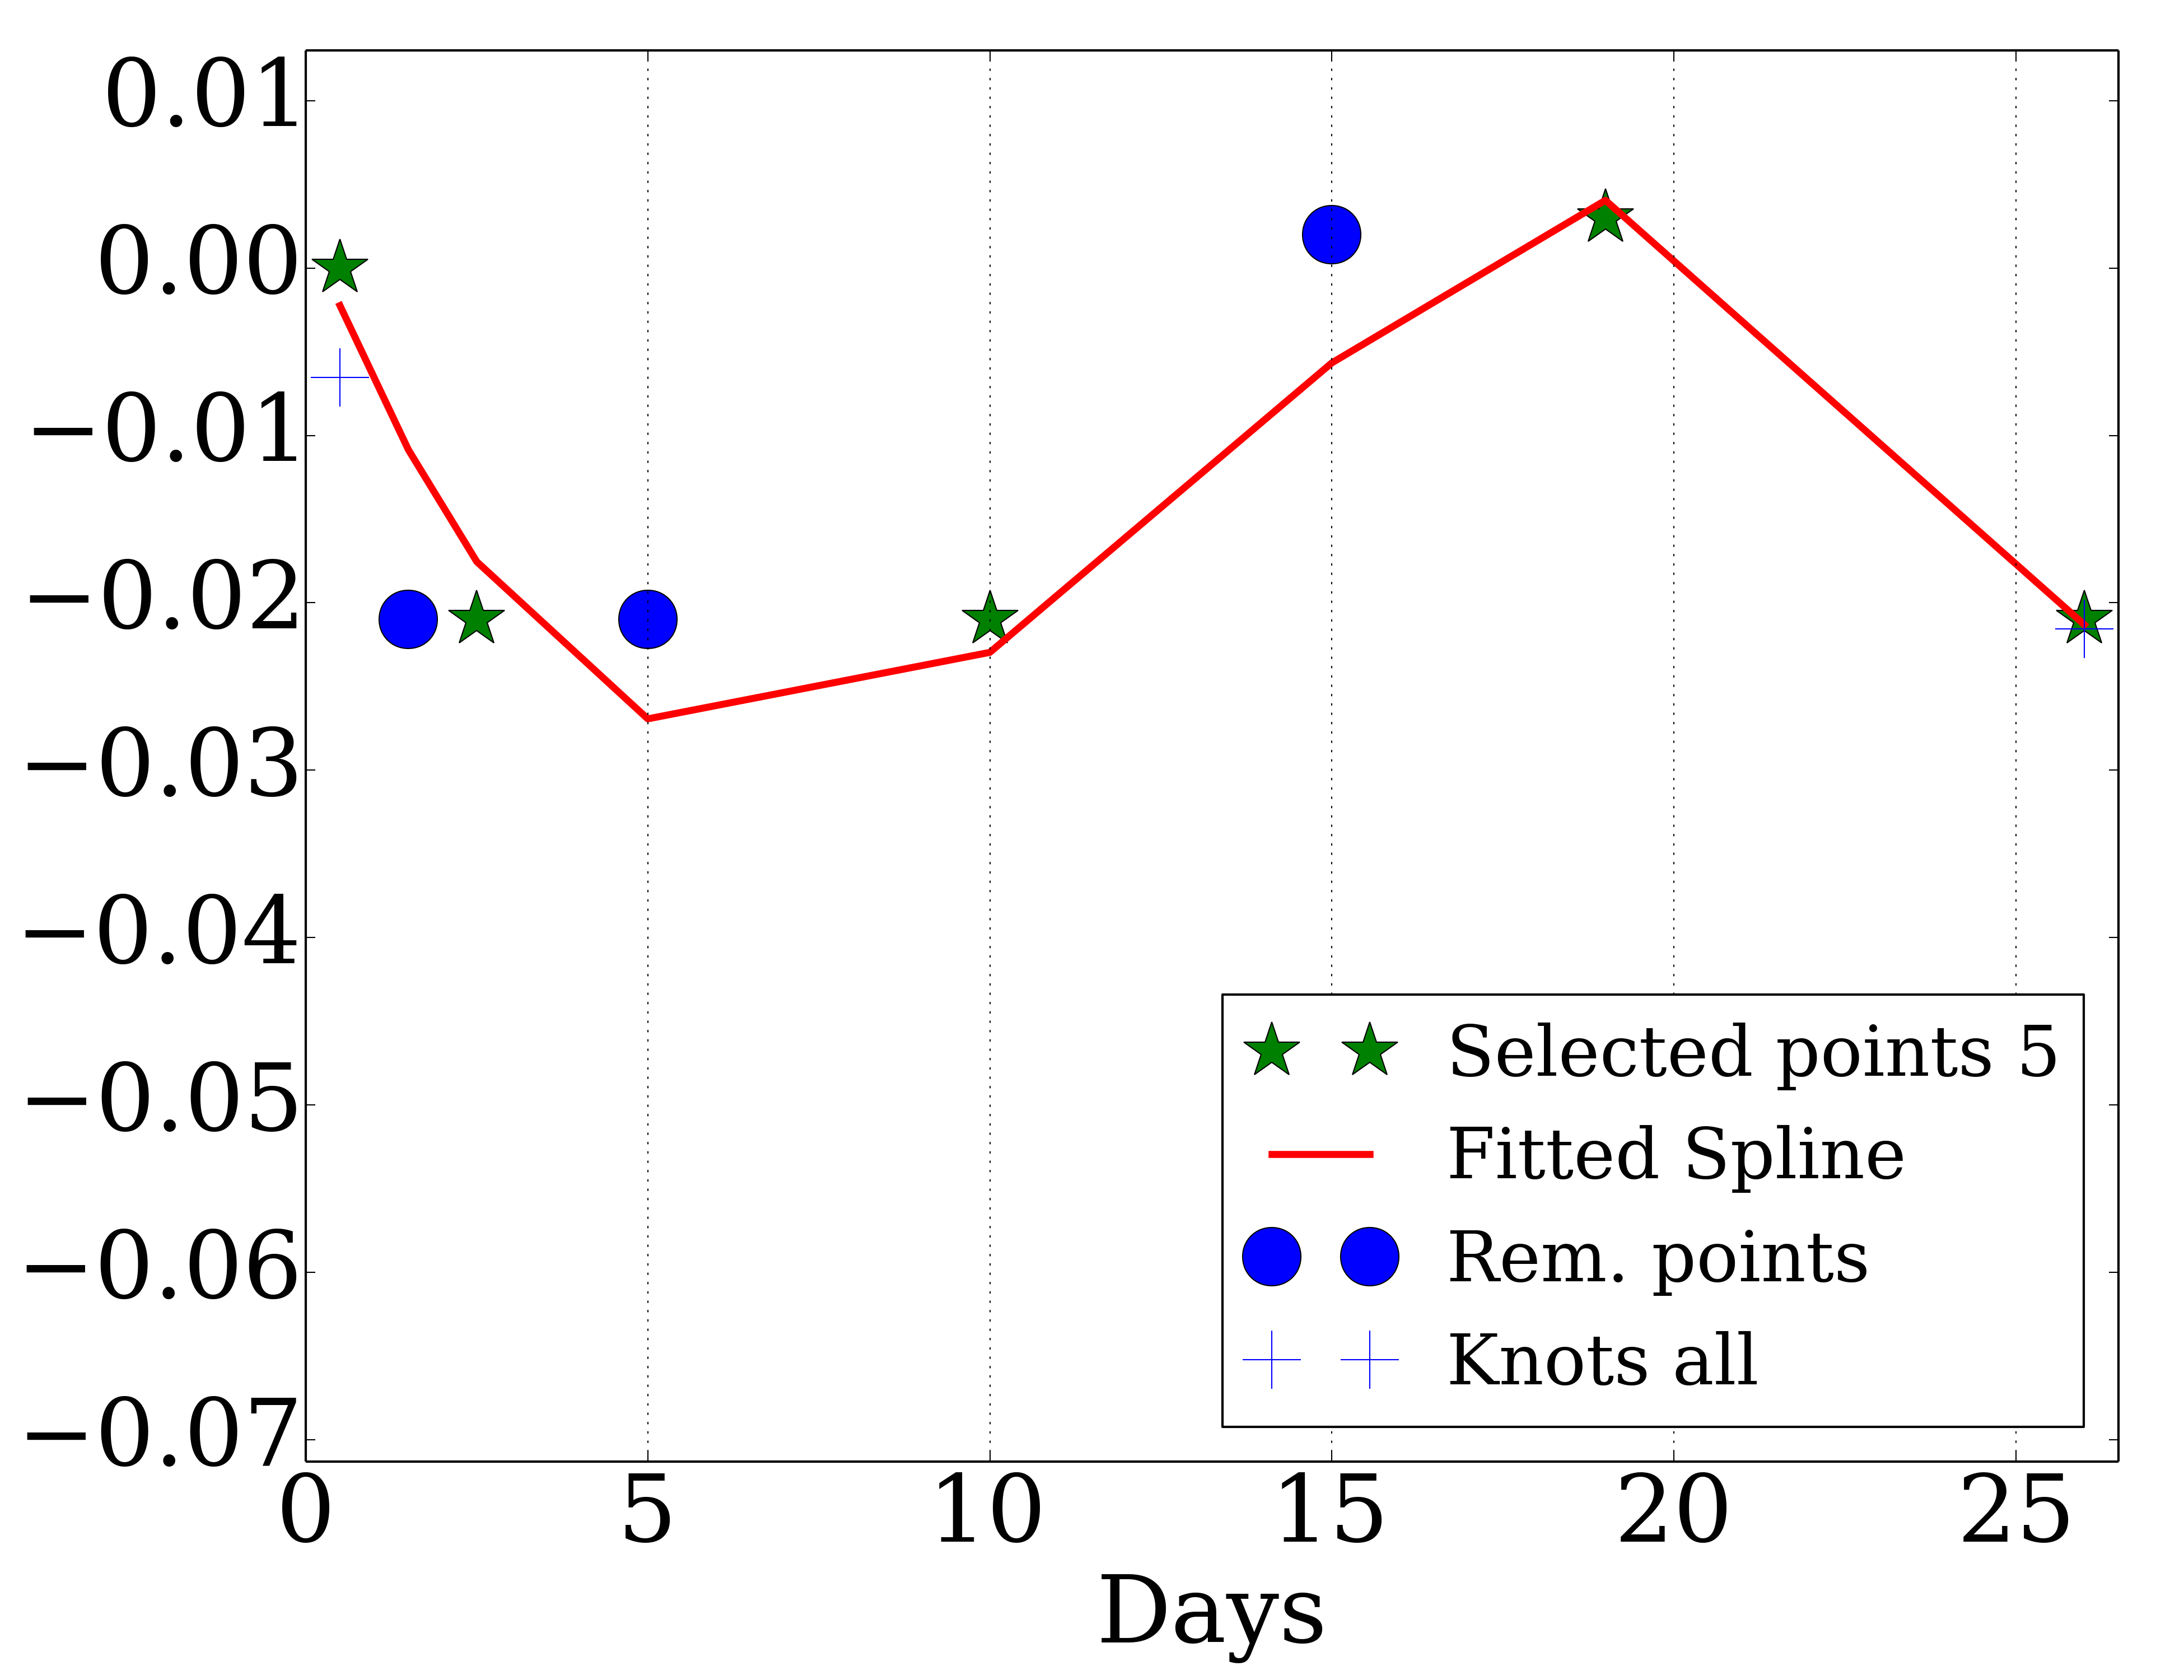 0.01
0.00
−0.01
−0.02
−0.03
−0.04
−0.05
−0.06
−0.07
Selected points 5
Fitted Spline
Rem. points
Knots all
0 5 10 15 20 25
Days